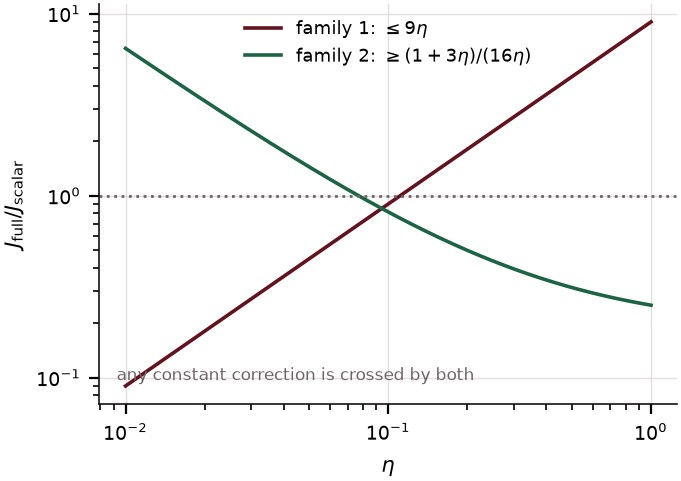 family 1: ≤ 9η
family 2: ≥ (1 + 3η)/(16η)
10¹
10⁰
10⁻¹
J_full/J_scalar
any constant correction is crossed by both
10⁻² 10⁻¹ 10⁰
η